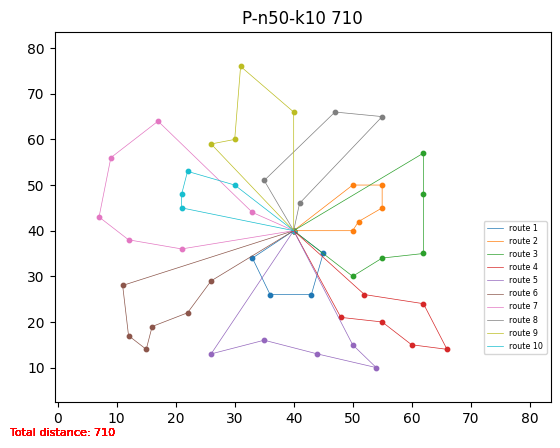 P-n50-k10 710
80
70
60
50
40
30
20
10
0 10 20 30 40 50 60 70 80
route 1
route 2
route 3
route 4
route 5
route 6
route 7
route 8
route 9
route 10
Total distance: 710